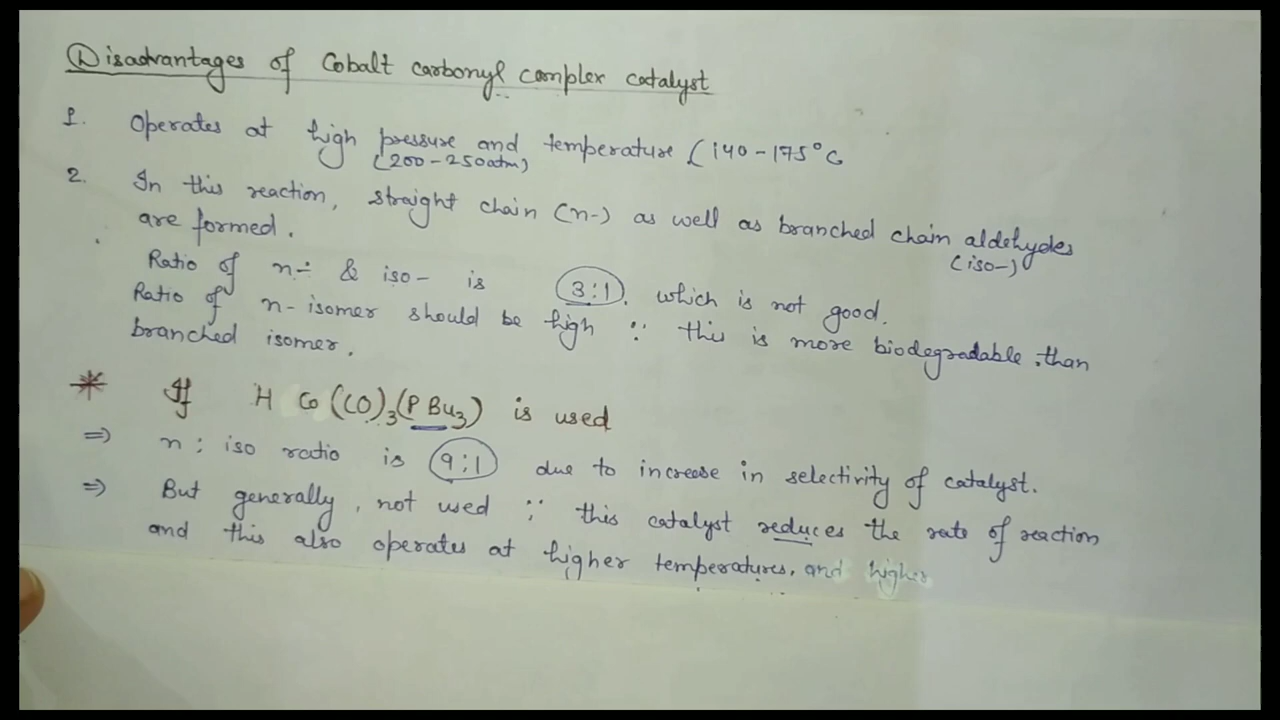 Disadvantages of Cobalt carbonyl complex catalyst
1. Operates at high pressure and temperature (140-175°C
(200-250atm)
2. In this reaction, straight chain (n-) as well as branched chain aldehydes
(iso-)
are formed.
Ratio of n- & iso- is 3:1. which is not good.
Ratio of n-isomer should be high ∵ this is more biodegradable than
branched isomer.
* If H Co(CO)₃(PBu₃) is used
⇒ n: iso ratio is 9:1 due to increase in selectivity of catalyst.
⇒ But generally, not used ∵ this catalyst reduces the rate of reaction
and this also operates at higher temperatures. and higher